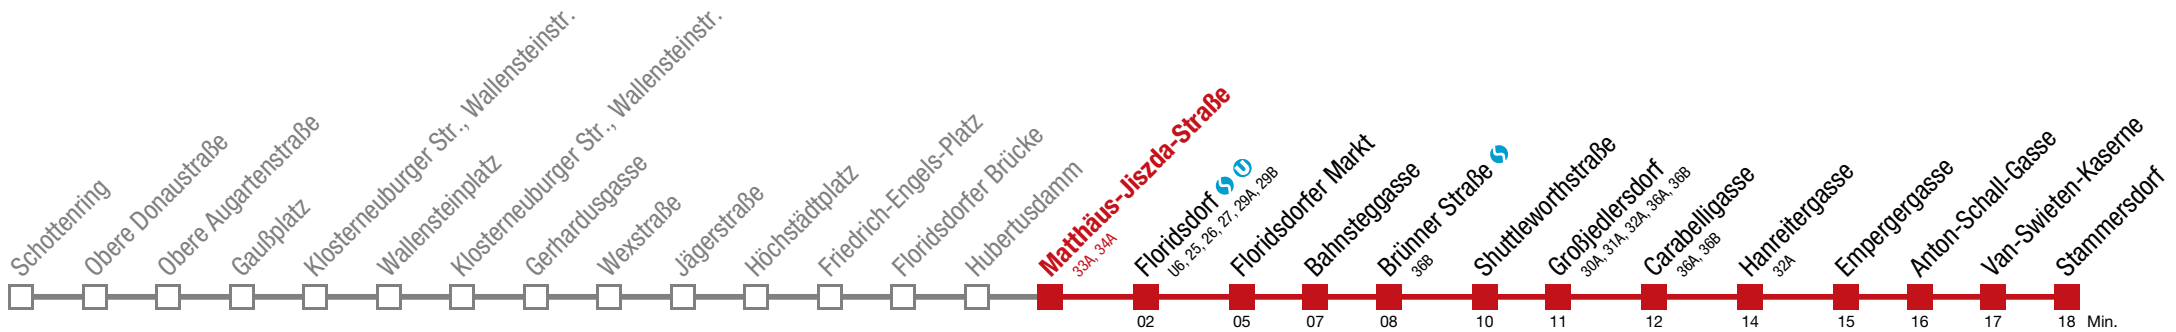 Schottenring
Obere Donaustraße
Obere Augartenstraße
Gaußplatz
Klosterneuburger Str., Wallensteinstr.
Wallensteinplatz
Klosterneuburger Str., Wallensteinstr.
Gerhardusgasse
Wexstraße
Jägerstraße
Höchstädtplatz
Friedrich-Engels-Platz
Floridsdorfer Brücke
Hubertusdamm
Matthäus-Jiszda-Straße
33A, 34A
Floridsdorf S U
U6, 25, 26, 27, 29A, 29B
Floridsdorfer Markt
Bahnsteggasse
Brünner Straße S
36B
Shuttleworthstraße
Großjedlersdorf
30A, 31A, 32A, 36A, 36B
Carabelligasse
36A, 36B
Hanreitergasse
32A
Empergergasse
Anton-Schall-Gasse
Van-Swieten-Kaserne
Stammersdorf
02 05 07 08 10 11 12 14 15 16 17 18 Min.